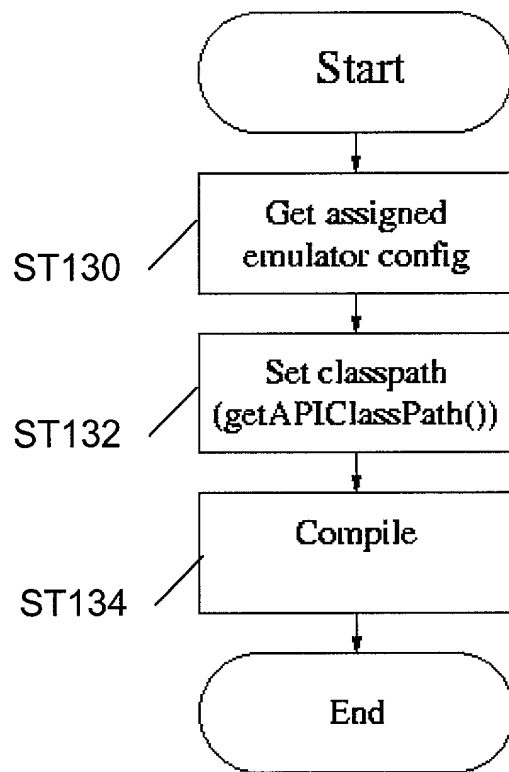 Start
Get assigned
emulator config
ST130
Set classpath
(getAPIClassPath())
ST132
Compile
ST134
End